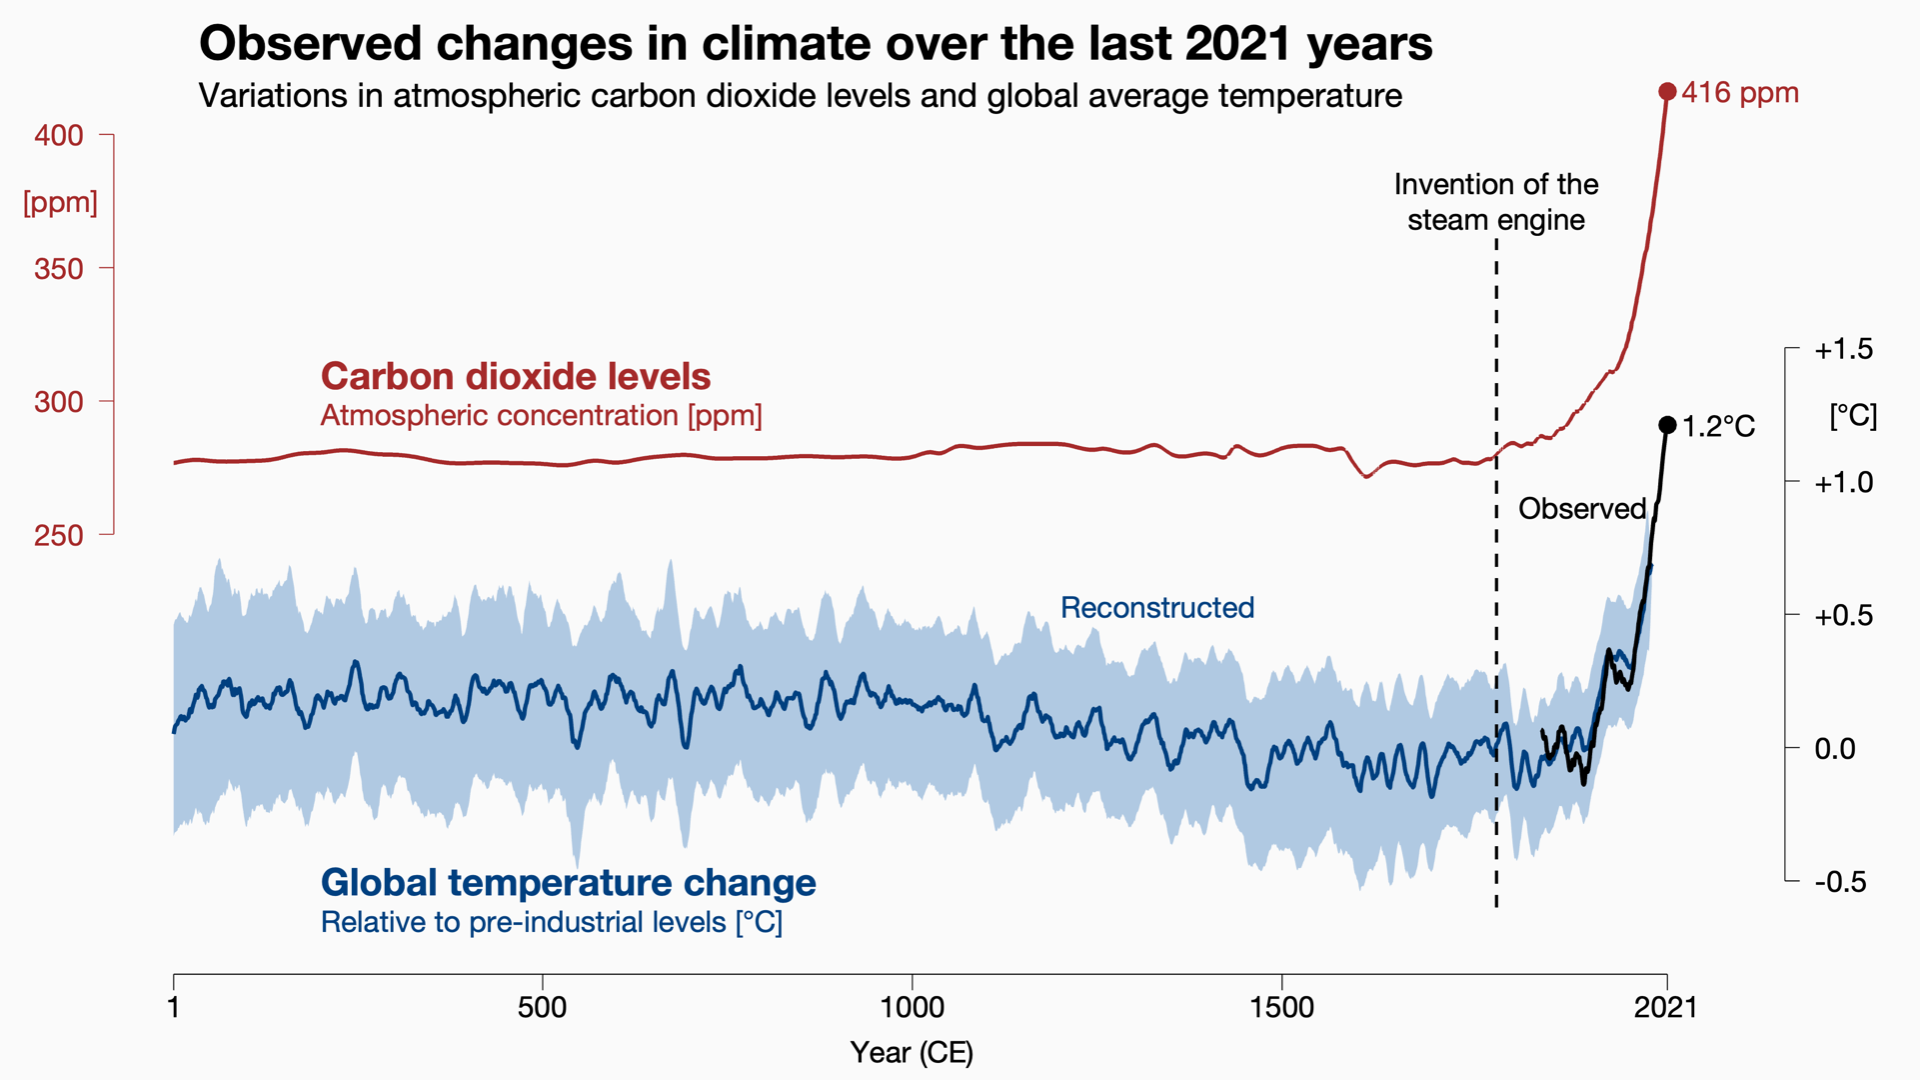 Observed changes in climate over the last 2021 years
Variations in atmospheric carbon dioxide levels and global average temperature
416 ppm
400
[ppm]
350
300
250
Invention of the
steam engine
Carbon dioxide levels
Atmospheric concentration [ppm]
+1.5
[°C]
+1.0
+0.5
0.0
-0.5
1.2°C
Observed
Reconstructed
Global temperature change
Relative to pre-industrial levels [°C]
1
500
1000
1500
2021
Year (CE)